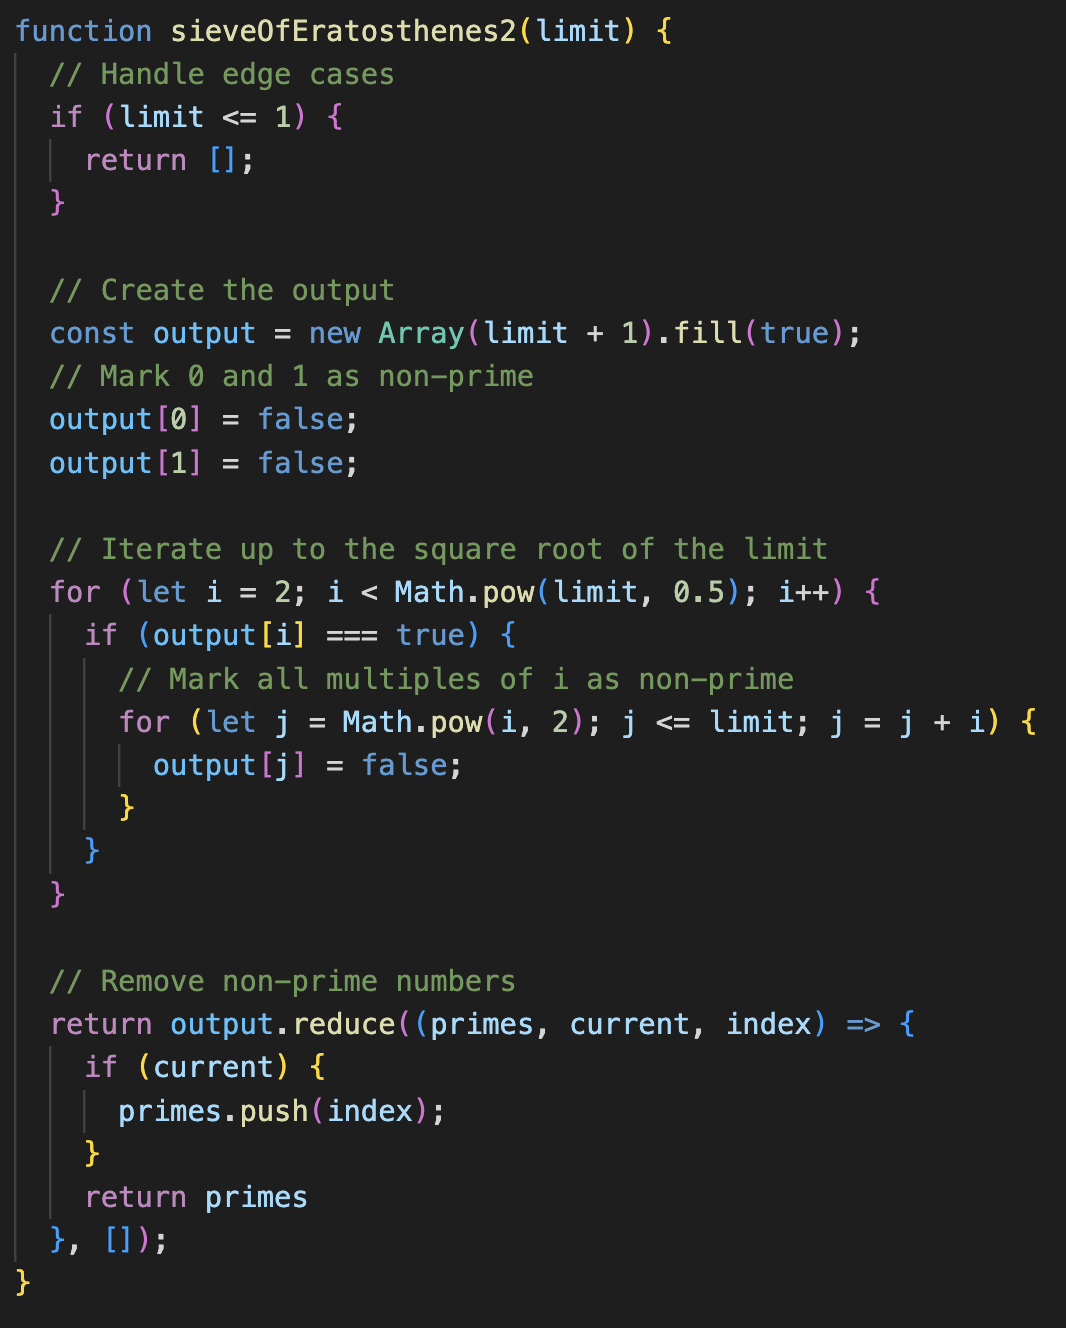 function sieveOfEratosthenes2(limit) {
  // Handle edge cases
  if (limit <= 1) {
    return [];
  }

  // Create the output
  const output = new Array(limit + 1).fill(true);
  // Mark 0 and 1 as non-prime
  output[0] = false;
  output[1] = false;

  // Iterate up to the square root of the limit
  for (let i = 2; i < Math.pow(limit, 0.5); i++) {
    if (output[i] === true) {
      // Mark all multiples of i as non-prime
      for (let j = Math.pow(i, 2); j <= limit; j = j + i) {
        output[j] = false;
      }
    }
  }

  // Remove non-prime numbers
  return output.reduce((primes, current, index) => {
    if (current) {
      primes.push(index);
    }
    return primes
  }, []);
}